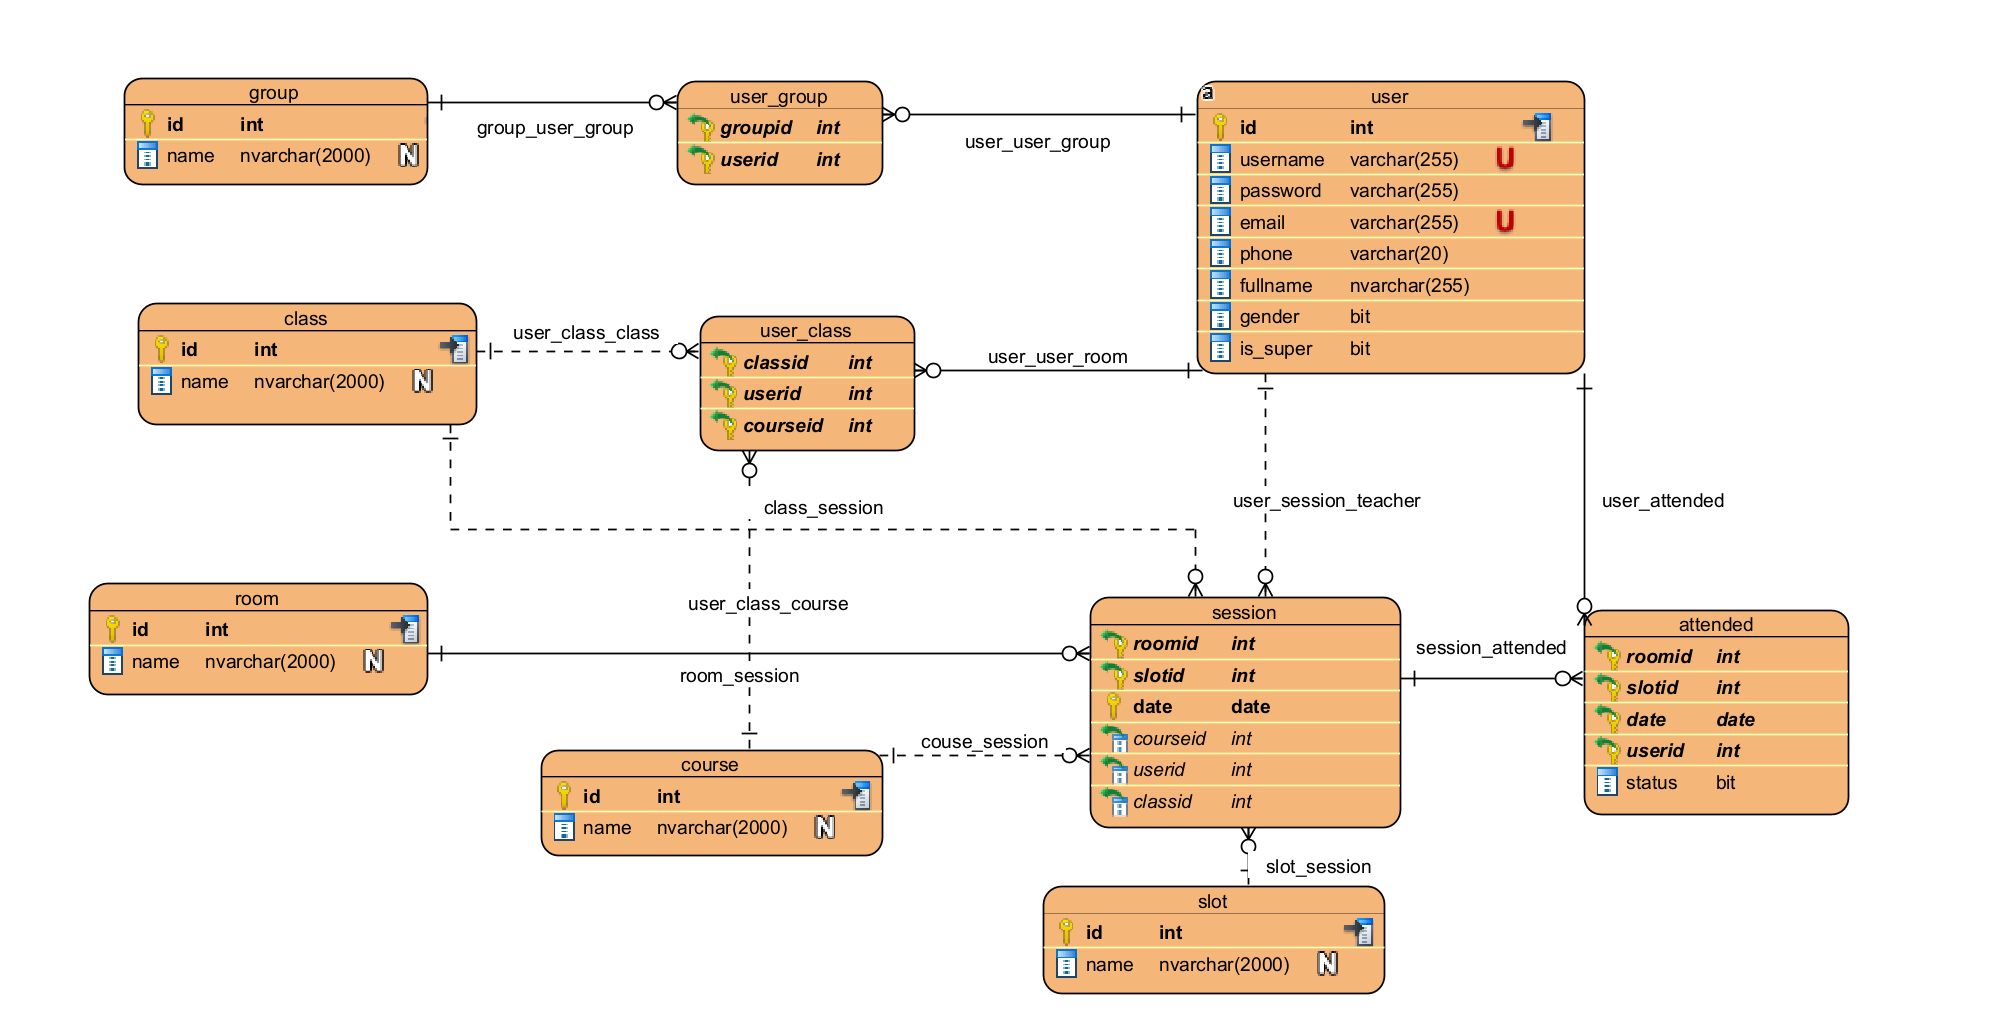 group
id int
name nvarchar(2000) N
group_user_group
user_group
groupid int
userid int
user_user_group
user
id int
username varchar(255) U
password varchar(255)
email varchar(255) U
phone varchar(20)
fullname nvarchar(255)
gender bit
is_super bit
class
id int
name nvarchar(2000) N
user_class_class
user_class
classid int
userid int
courseid int
user_user_room
class_session
user_session_teacher
user_attended
room
id int
name nvarchar(2000) N
user_class_course
room_session
session
roomid int
slotid int
date date
courseid int
userid int
classid int
session_attended
attended
roomid int
slotid int
date date
userid int
status bit
course
id int
name nvarchar(2000) N
couse_session
slot_session
slot
id int
name nvarchar(2000) N